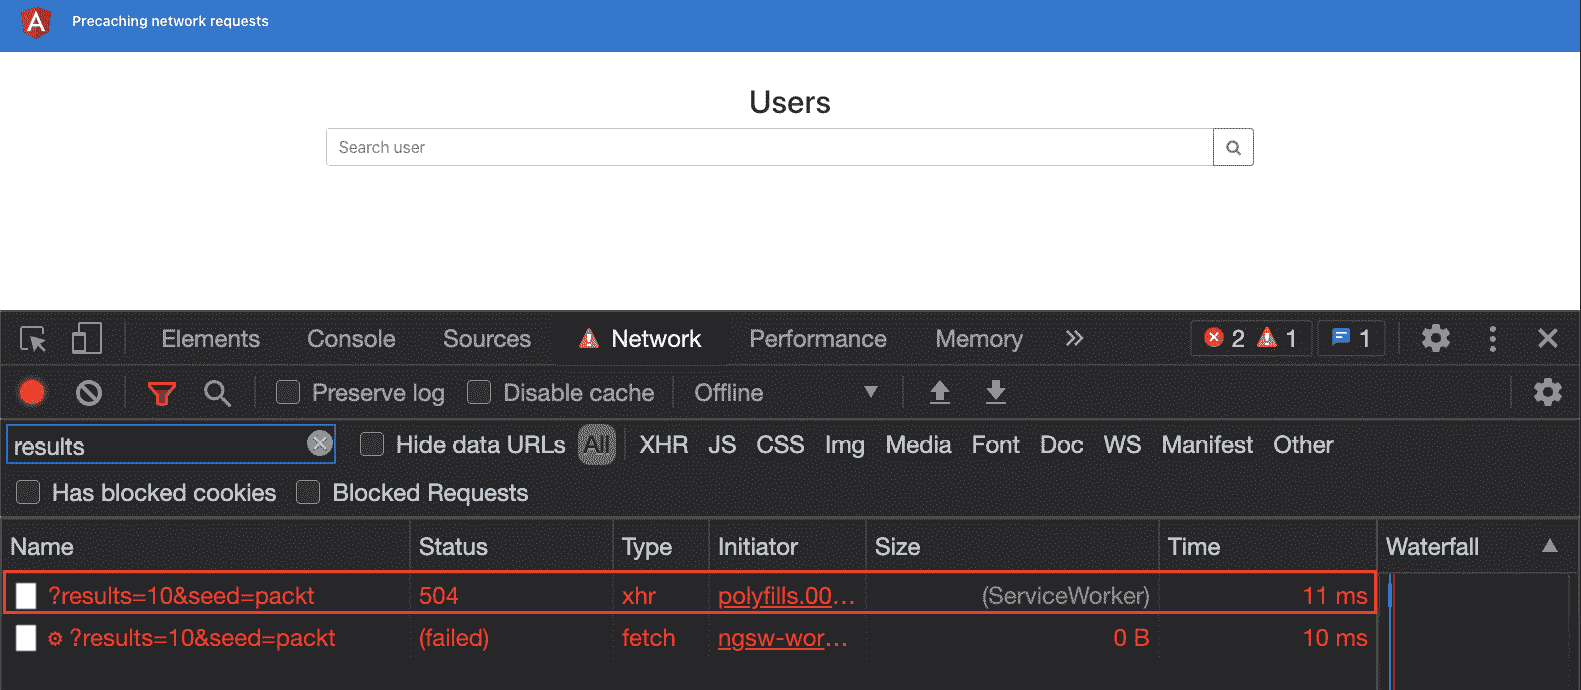 A Precaching network requests
Users
Search user
Elements Console Sources Network Performance Memory 2 1 1
Preserve log Disable cache Offline
results Hide data URLs All XHR JS CSS Img Media Font Doc WS Manifest Other
Has blocked cookies Blocked Requests
Name Status Type Initiator Size Time Waterfall
?results=10&seed=packt 504 xhr polyfills.00... (ServiceWorker) 11 ms
?results=10&seed=packt (failed) fetch ngsw-wor... 0 B 10 ms